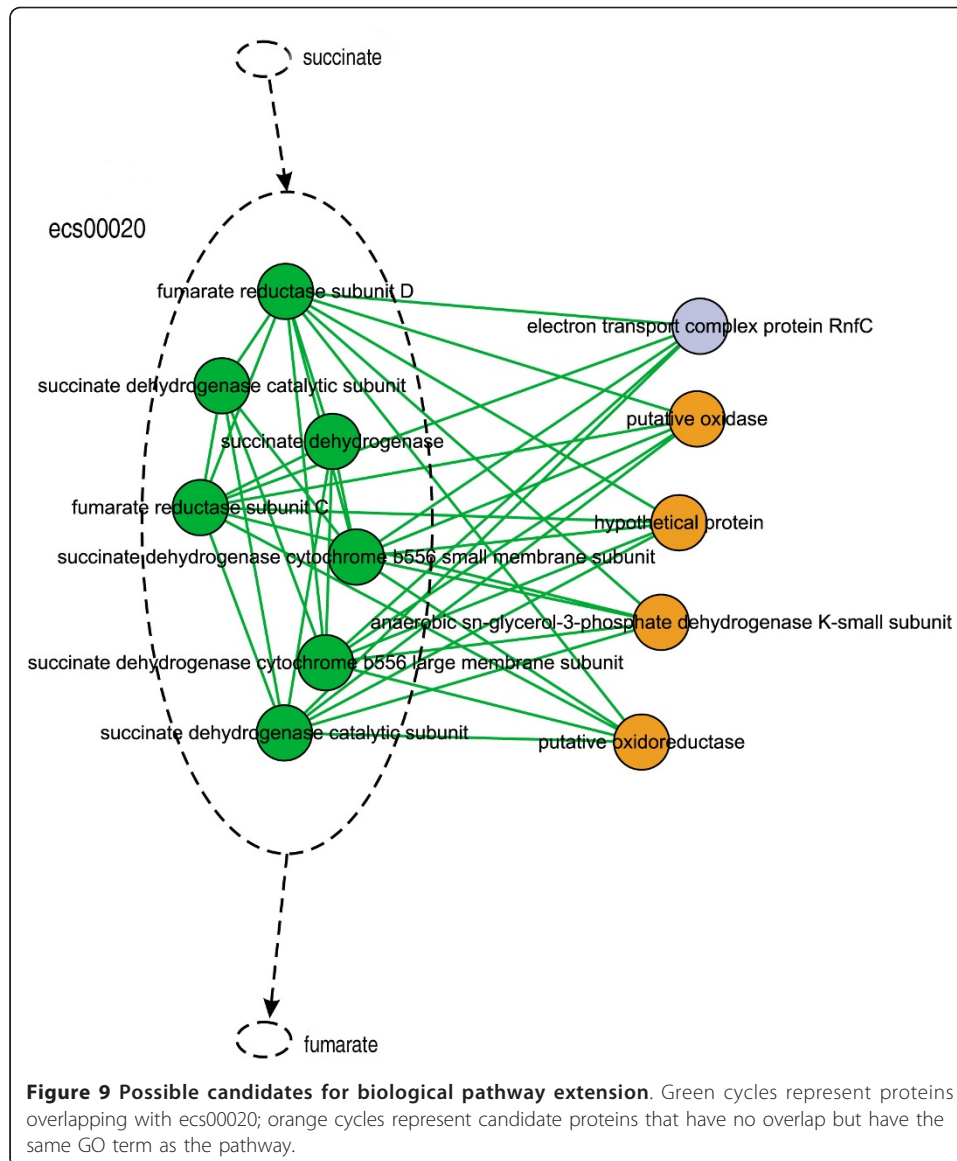 succinate
ecs00020
fumarate reductase subunit D
electron transport complex protein RnfC
succinate dehydrogenase catalytic subunit
putative oxidase
succinate dehydrogenase
fumarate reductase subunit C
hypothetical protein
succinate dehydrogenase cytochrome b556 small membrane subunit
anaerobic sn-glycerol-3-phosphate dehydrogenase K-small subunit
succinate dehydrogenase cytochrome b556 large membrane subunit
succinate dehydrogenase catalytic subunit
putative oxidoreductase
fumarate
Figure 9 Possible candidates for biological pathway extension. Green cycles represent proteins
overlapping with ecs00020; orange cycles represent candidate proteins that have no overlap but have the
same GO term as the pathway.